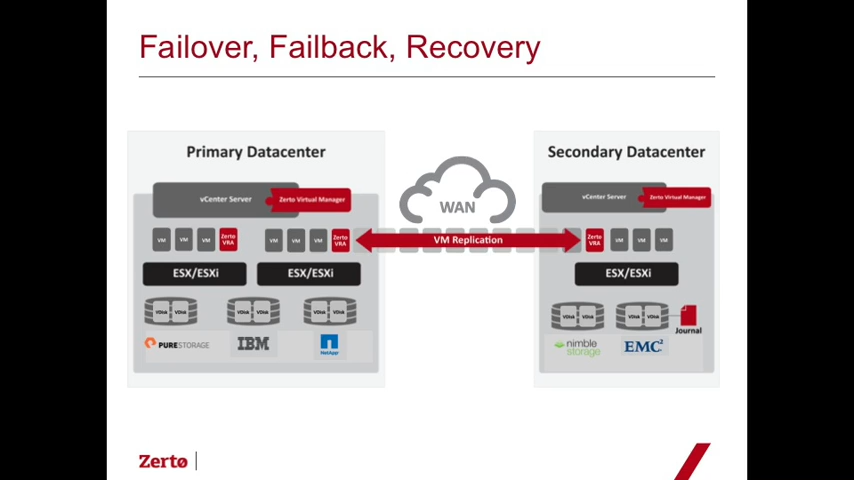 Failover, Failback, Recovery
Primary Datacenter
Secondary Datacenter
vCenter Server
Zerto Virtual Manager
WAN
vCenter Server
Zerto Virtual Manager
VM VM VM Zerto VRA
VM VM VM Zerto VRA
VM Replication
Zerto VRA VM VM VM
ESX/ESXi
ESX/ESXi
ESX/ESXi
VDisk VDisk
VDisk VDisk
VDisk VDisk
VDisk VDisk
VDisk VDisk
Journal
PURESTORAGE
IBM
NetApp
nimble
storage
EMC²
Zerto